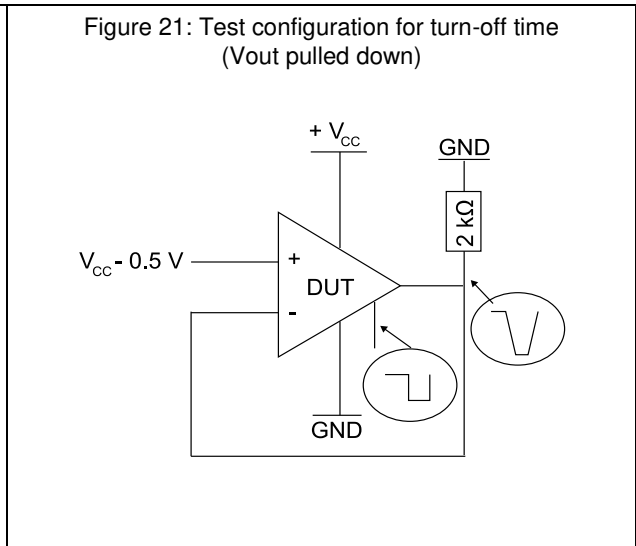 Figure 21: Test configuration for turn-off time
(Vout pulled down)
+ VCC
GND
2 kΩ
VCC - 0.5 V
+
DUT
-
GND